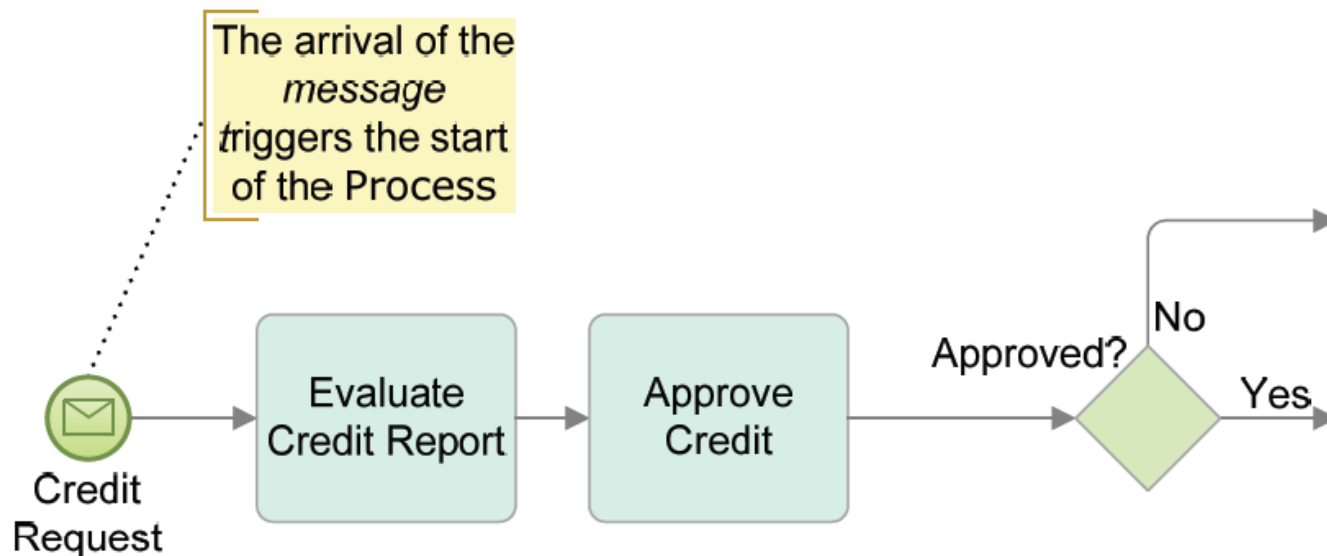 The arrival of the
message
triggers the start
of the Process
No
Approved?
Yes
Evaluate
Credit Report
Approve
Credit
Credit
Request